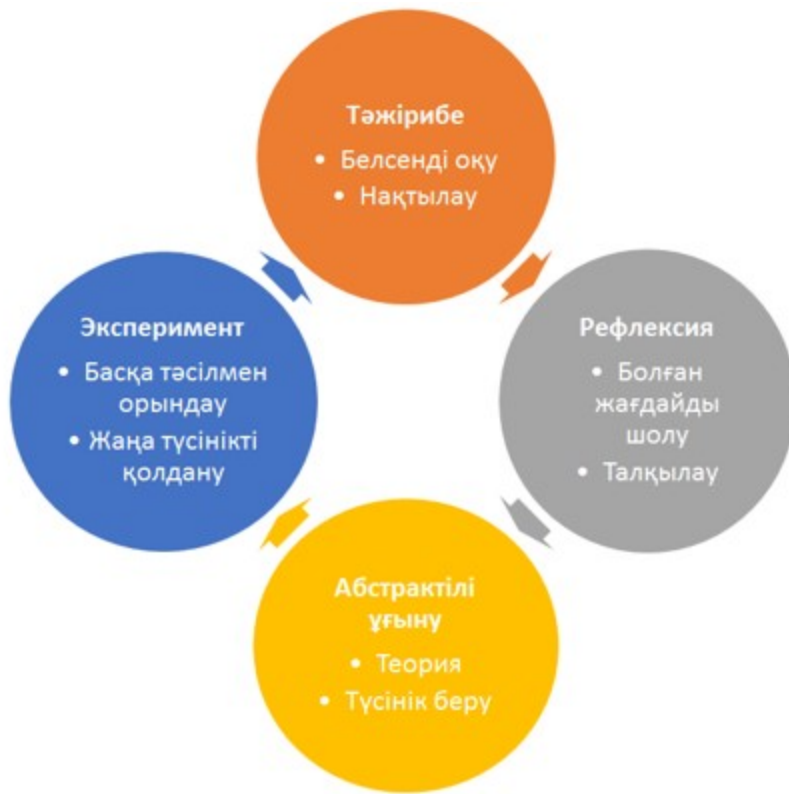 Тәжірибе
• Белсенді оқу
• Нақтылау
Эксперимент
• Басқа тәсілмен
орындау
• Жаңа түсінікті
қолдану
Рефлексия
• Болған
жағдайды
шолу
• Талқылау
Абстрактілі
ұғыну
• Теория
• Түсінік беру